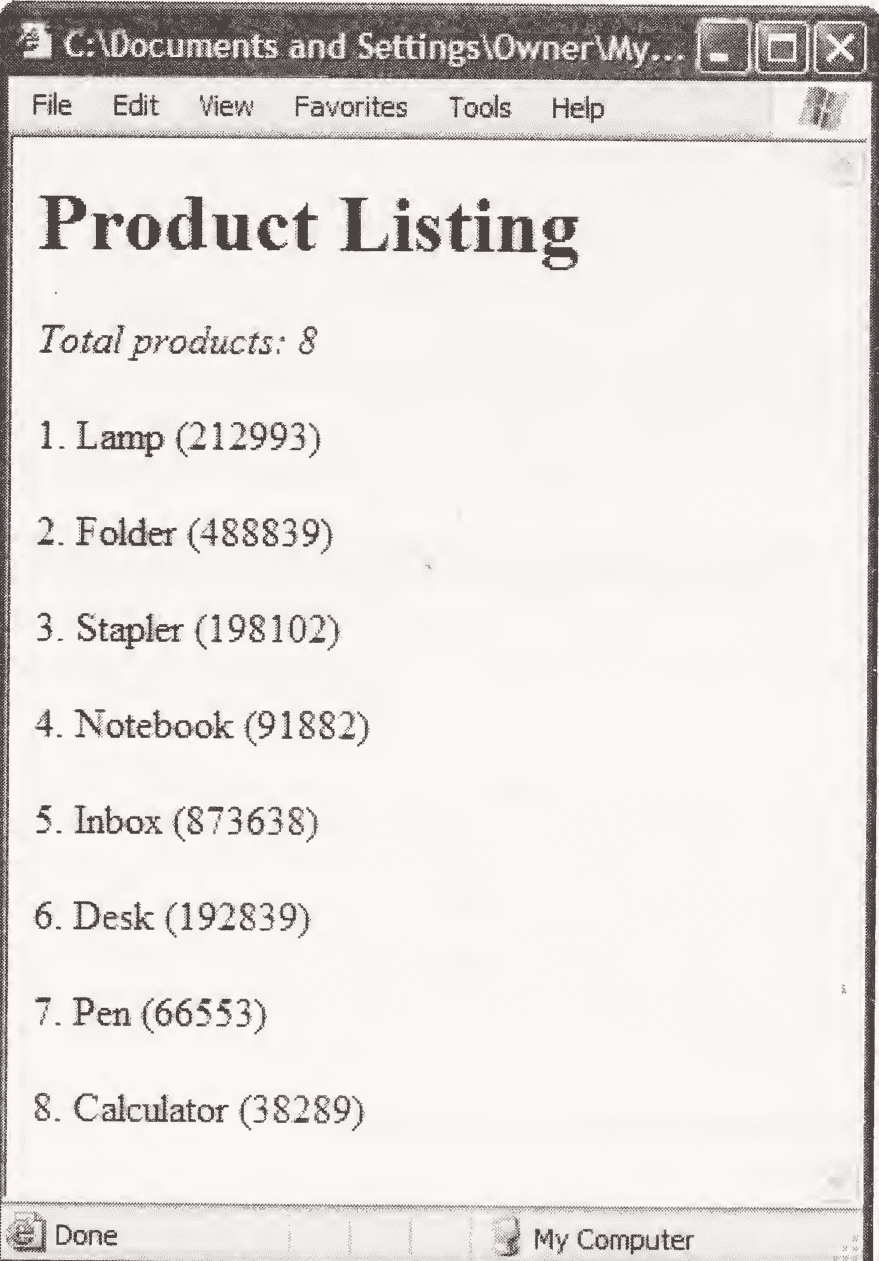 C:\Documents and Settings\Owner\My...
File Edit View Favorites Tools Help
Product Listing
Total products: 8
1. Lamp (212993)
2. Folder (488839)
3. Stapler (198102)
4. Notebook (91882)
5. Inbox (873638)
6. Desk (192839)
7. Pen (66553)
8. Calculator (38289)
Done My Computer